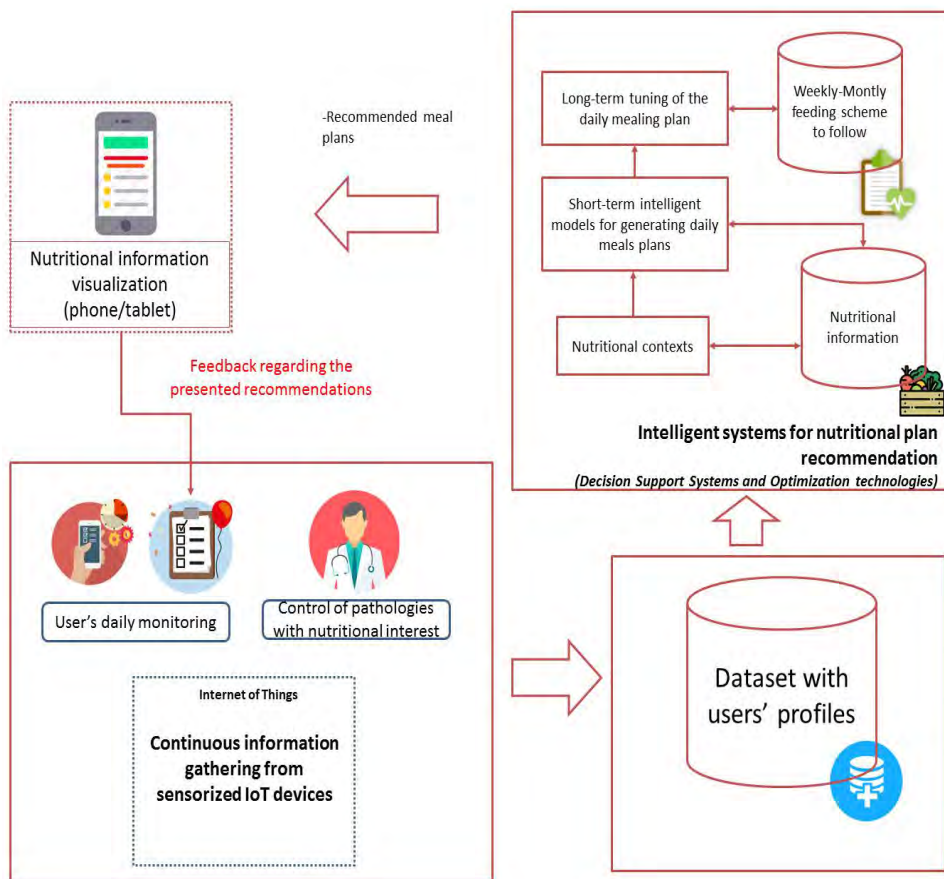 -Recommended meal
plans
Nutritional information
visualization
(phone/tablet)
Feedback regarding the
presented recommendations
Long-term tuning of the
daily mealing plan
Weekly-Montly
feeding scheme
to follow
Short-term intelligent
models for generating daily
meals plans
Nutritional contexts
Nutritional
information
Intelligent systems for nutritional plan
recommendation
(Decision Support Systems and Optimization technologies)
User's daily monitoring
Control of pathologies
with nutritional interest
Internet of Things
Continuous information
gathering from
sensorized IoT devices
Dataset with
users' profiles